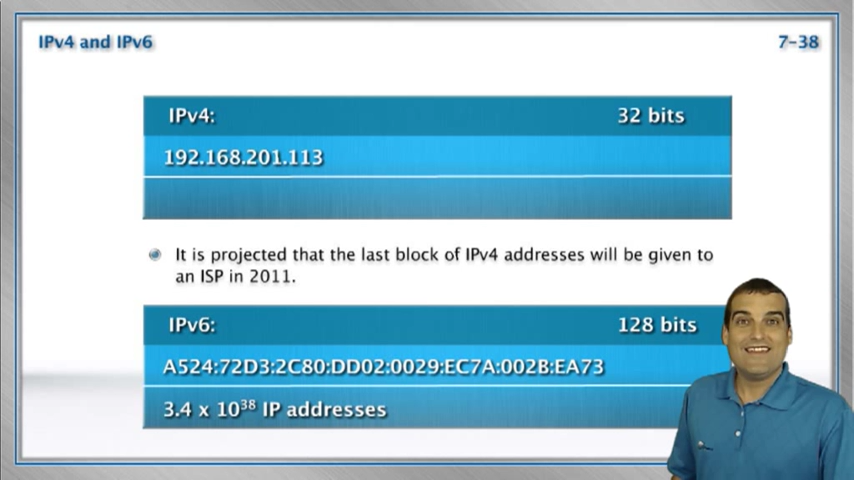 IPv4 and IPv6
7-38
IPv4:
32 bits
192.168.201.113
It is projected that the last block of IPv4 addresses will be given to
an ISP in 2011.
IPv6:
128 bits
A524:72D3:2C80:DD02:0029:EC7A:002B:EA73
3.4 x 10³⁸ IP addresses